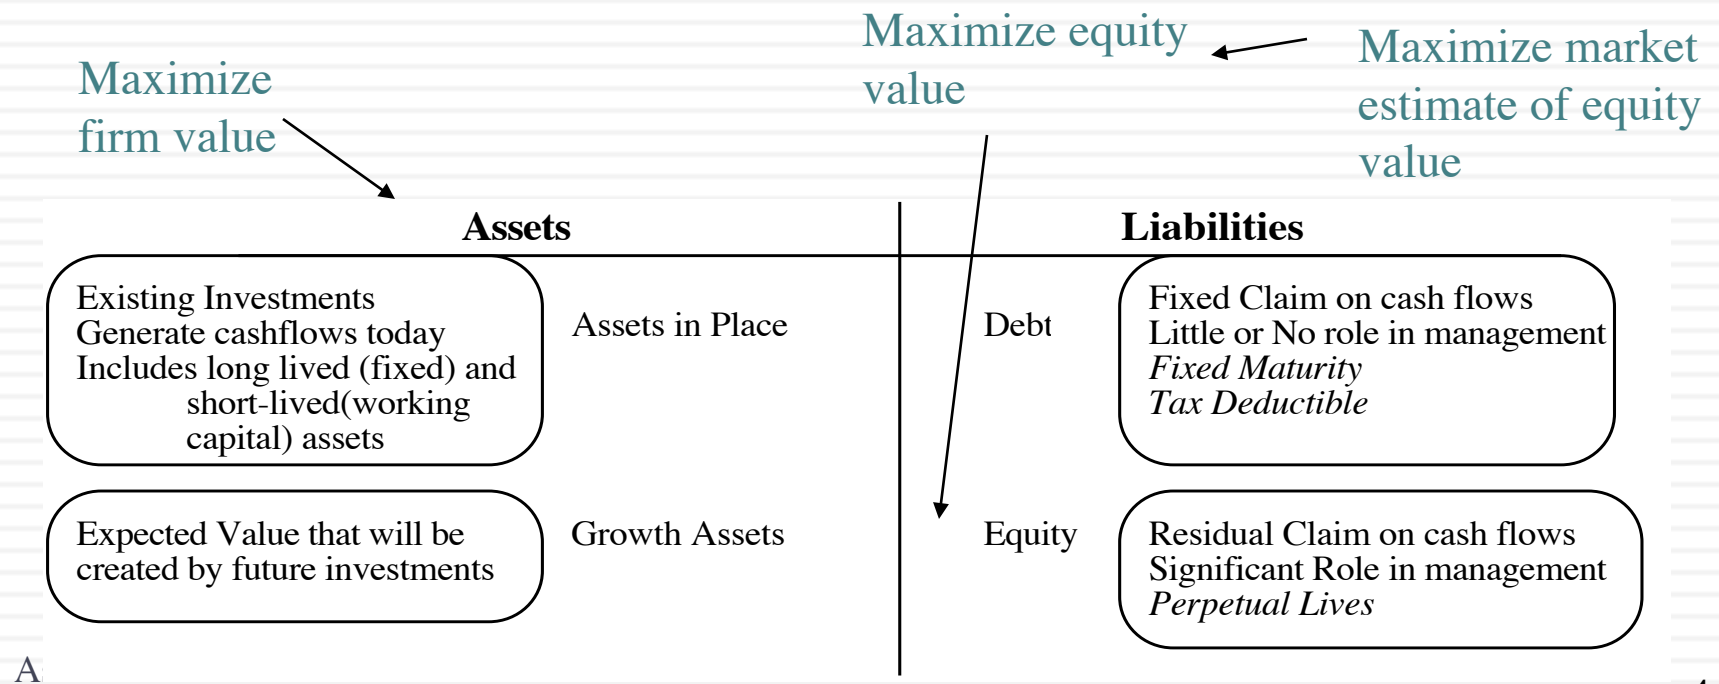 Maximize equity
value
Maximize market
estimate of equity
value
Maximize
firm value
Assets
Liabilities
Existing Investments
Generate cashflows today
Includes long lived (fixed) and
short-lived(working
capital) assets
Assets in Place
Debt
Fixed Claim on cash flows
Little or No role in management
Fixed Maturity
Tax Deductible
Expected Value that will be
created by future investments
Growth Assets
Equity
Residual Claim on cash flows
Significant Role in management
Perpetual Lives